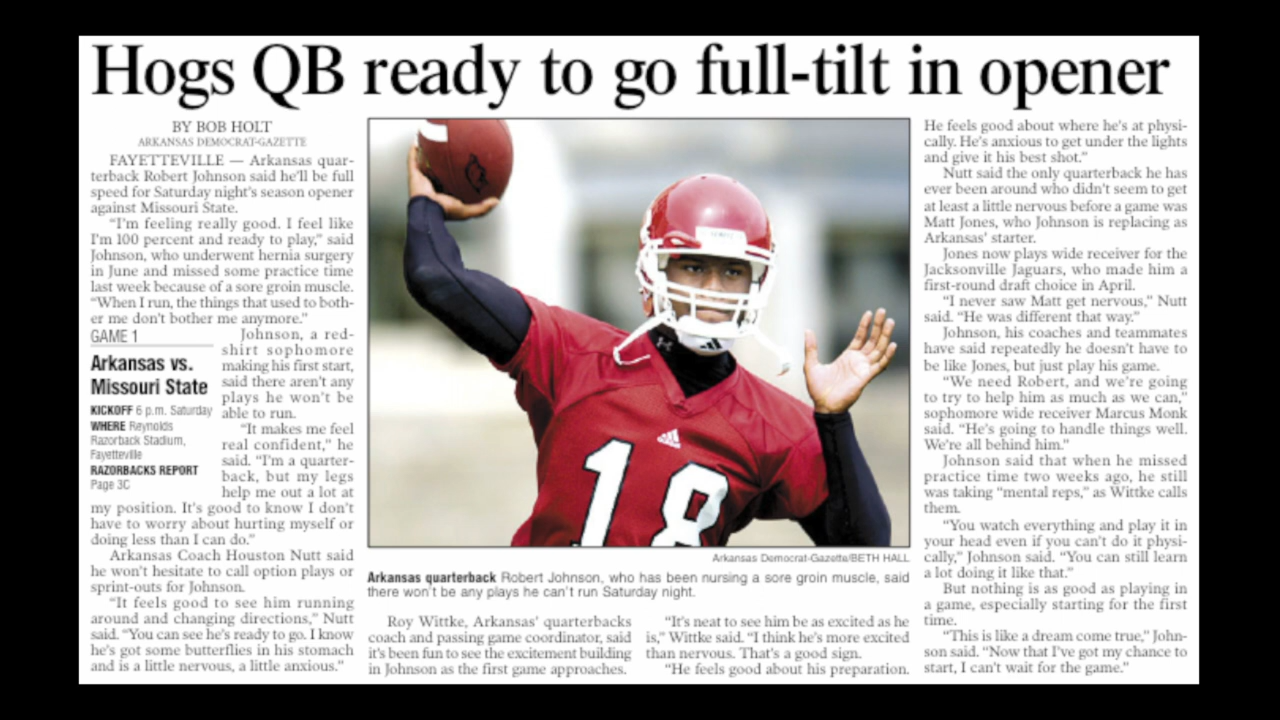 Hogs QB ready to go full-tilt in opener
BY BOB HOLT
ARKANSAS DEMOCRAT-GAZETTE
FAYETTEVILLE — Arkansas quar-
terback Robert Johnson said he'll be full
speed for Saturday night's season opener
against Missouri State.
“I'm feeling really good. I feel like
I'm 100 percent and ready to play,” said
Johnson, who underwent hernia surgery
in June and missed some practice time
last week because of a sore groin muscle.
“When I run, the things that used to both-
er me don't bother me anymore.”
GAME 1
Arkansas vs.
Missouri State
KICKOFF 6 p.m. Saturday
WHERE Reynolds
Razorback Stadium,
Fayetteville
RAZORBACKS REPORT
Page 3C
Johnson, a red-
shirt sophomore
making his first start,
said there aren't any
plays he won't be
able to run.
“It makes me feel
real confident,” he
said. “I'm a quarter-
back, but my legs
help me out a lot at
my position. It's good to know I don't
have to worry about hurting myself or
doing less than I can do.”
Arkansas Coach Houston Nutt said
he won't hesitate to call option plays or
sprint-outs for Johnson.
“It feels good to see him running
around and changing directions,” Nutt
said. “You can see he's ready to go. I know
he's got some butterflies in his stomach
and is a little nervous, a little anxious.”
18
Arkansas Democrat-Gazette/BETH HALL
Arkansas quarterback Robert Johnson, who has been nursing a sore groin muscle, said
there won't be any plays he can't run Saturday night.
Roy Wittke, Arkansas' quarterbacks
coach and passing game coordinator, said
it's been fun to see the excitement building
in Johnson as the first game approaches.
“It's neat to see him be as excited as he
is,” Wittke said. “I think he's more excited
than nervous. That's a good sign.
“He feels good about his preparation.
He feels good about where he's at physi-
cally. He's anxious to get under the lights
and give it his best shot.”
Nutt said the only quarterback he has
ever been around who didn't seem to get
at least a little nervous before a game was
Matt Jones, who Johnson is replacing as
Arkansas' starter.
Jones now plays wide receiver for the
Jacksonville Jaguars, who made him a
first-round draft choice in April.
“I never saw Matt get nervous,” Nutt
said. “He was different that way.”
Johnson, his coaches and teammates
have said repeatedly he doesn't have to
be like Jones, but just play his game.
“We need Robert, and we're going
to try to help him as much as we can,”
sophomore wide receiver Marcus Monk
said. “He's going to handle things well.
We're all behind him.”
Johnson said that when he missed
practice time two weeks ago, he still
was taking “mental reps,” as Wittke calls
them.
“You watch everything and play it in
your head even if you can't do it physi-
cally,” Johnson said. “You can still learn
a lot doing it like that.”
But nothing is as good as playing in
a game, especially starting for the first
time.
“This is like a dream come true,” John-
son said. “Now that I've got my chance to
start, I can't wait for the game.”